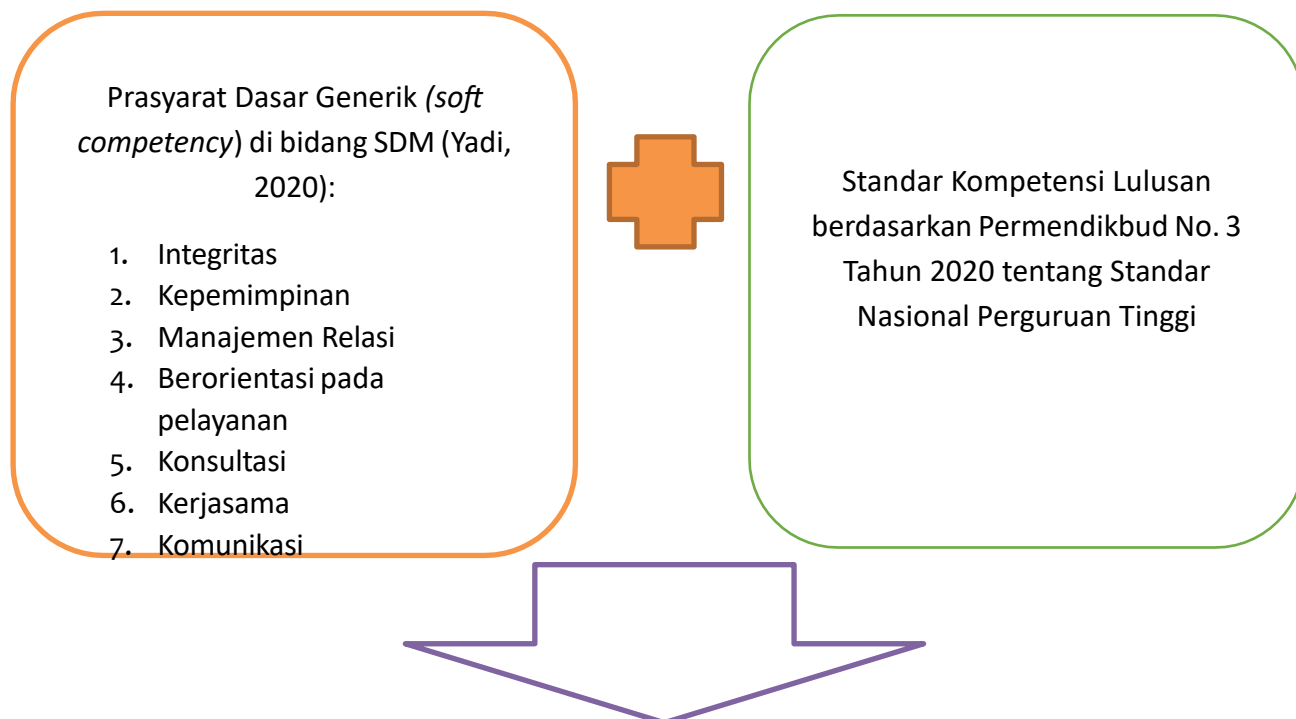 Prasyarat Dasar Generik (soft
competency) di bidang SDM (Yadi,
2020):
1. Integritas
2. Kepemimpinan
3. Manajemen Relasi
4. Berorientasi pada
pelayanan
5. Konsultasi
6. Kerjasama
7. Komunikasi
Standar Kompetensi Lulusan
berdasarkan Permendikbud No. 3
Tahun 2020 tentang Standar
Nasional Perguruan Tinggi